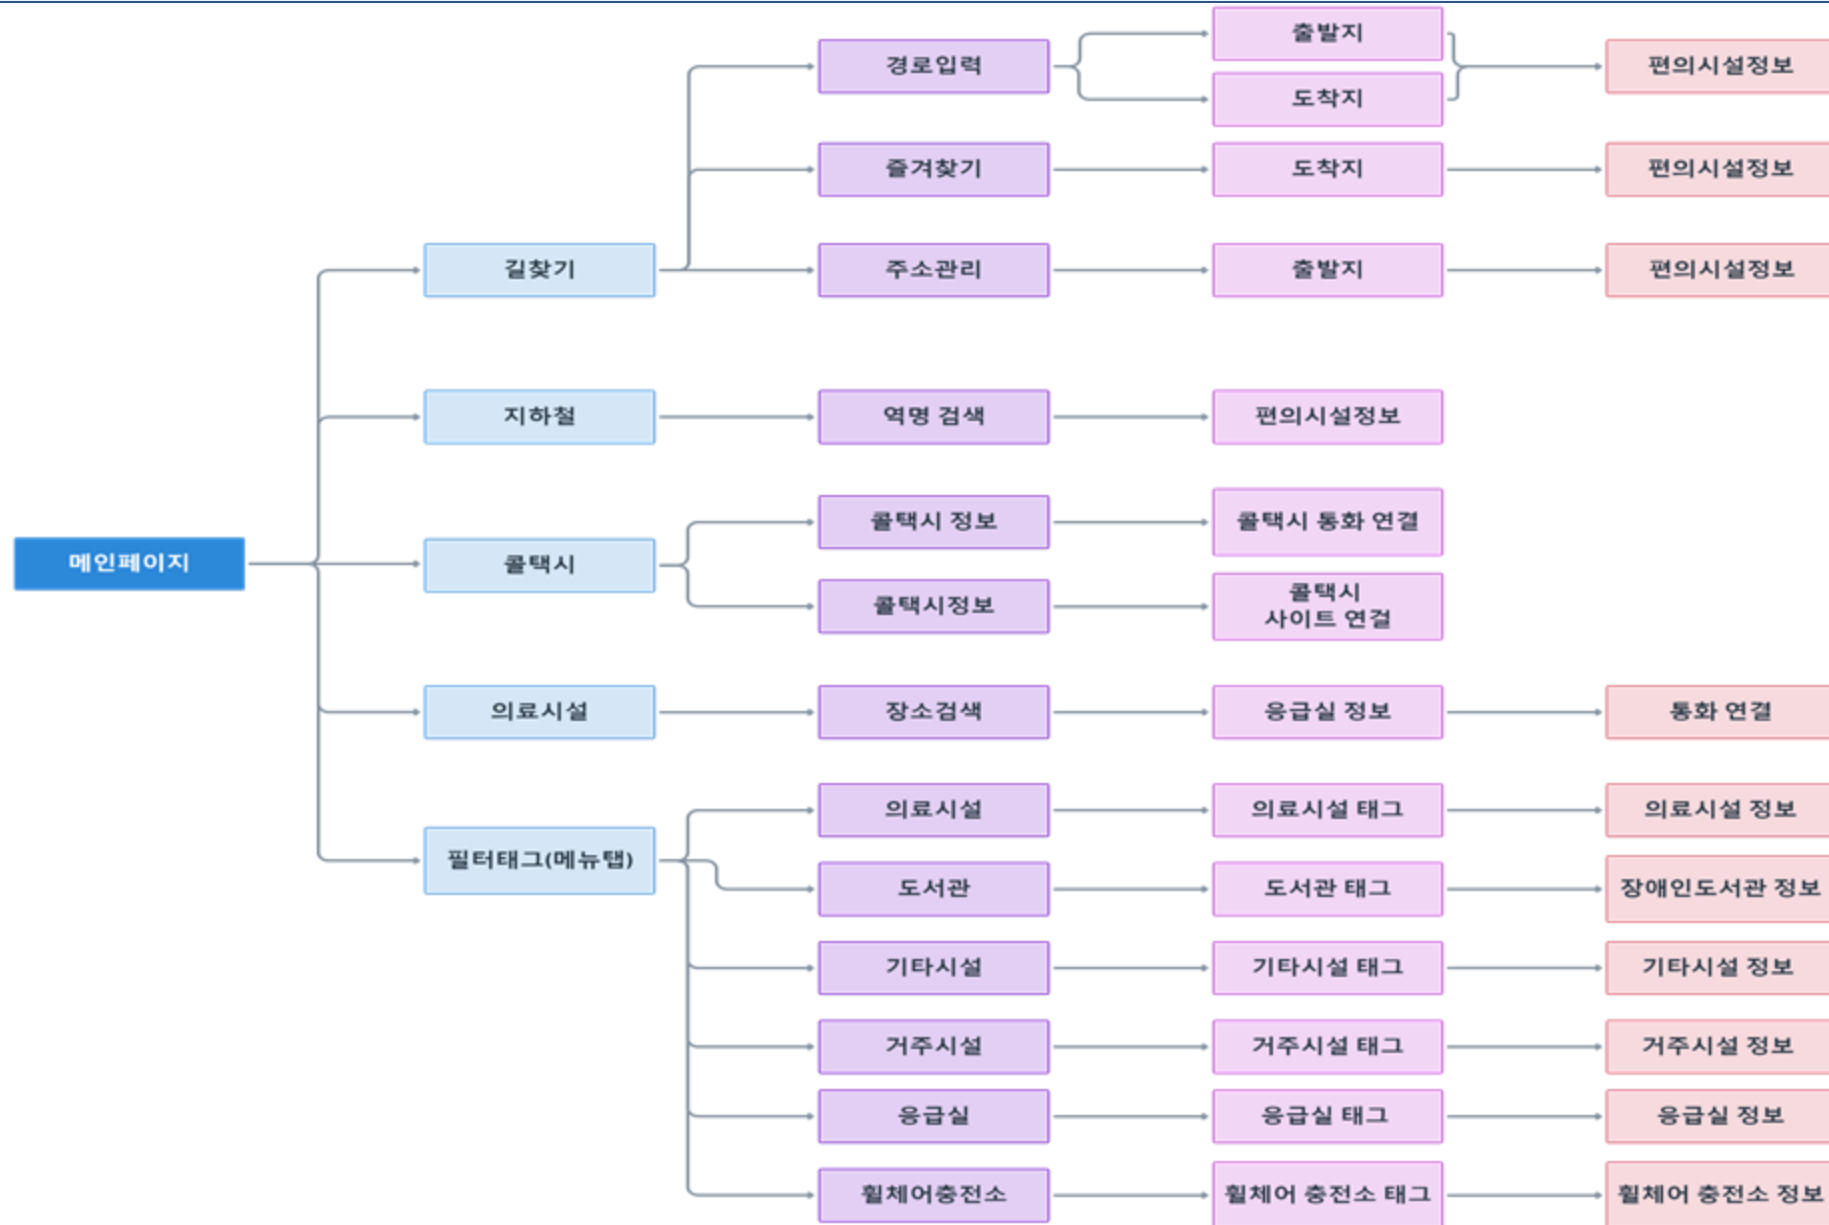 경로입력
출발지
도착지
편의시설정보
즐겨찾기
도착지
편의시설정보
길찾기
주소관리
출발지
편의시설정보
지하철
역명 검색
편의시설정보
메인페이지
콜택시
콜택시 정보
콜택시 통화 연결
콜택시정보
콜택시
사이트 연결
의료시설
장소검색
응급실 정보
통화 연결
필터태그(메뉴탭)
의료시설
의료시설 태그
의료시설 정보
도서관
도서관 태그
장애인도서관 정보
기타시설
기타시설 태그
기타시설 정보
거주시설
거주시설 태그
거주시설 정보
응급실
응급실 태그
응급실 정보
휠체어충전소
휠체어 충전소 태그
휠체어 충전소 정보